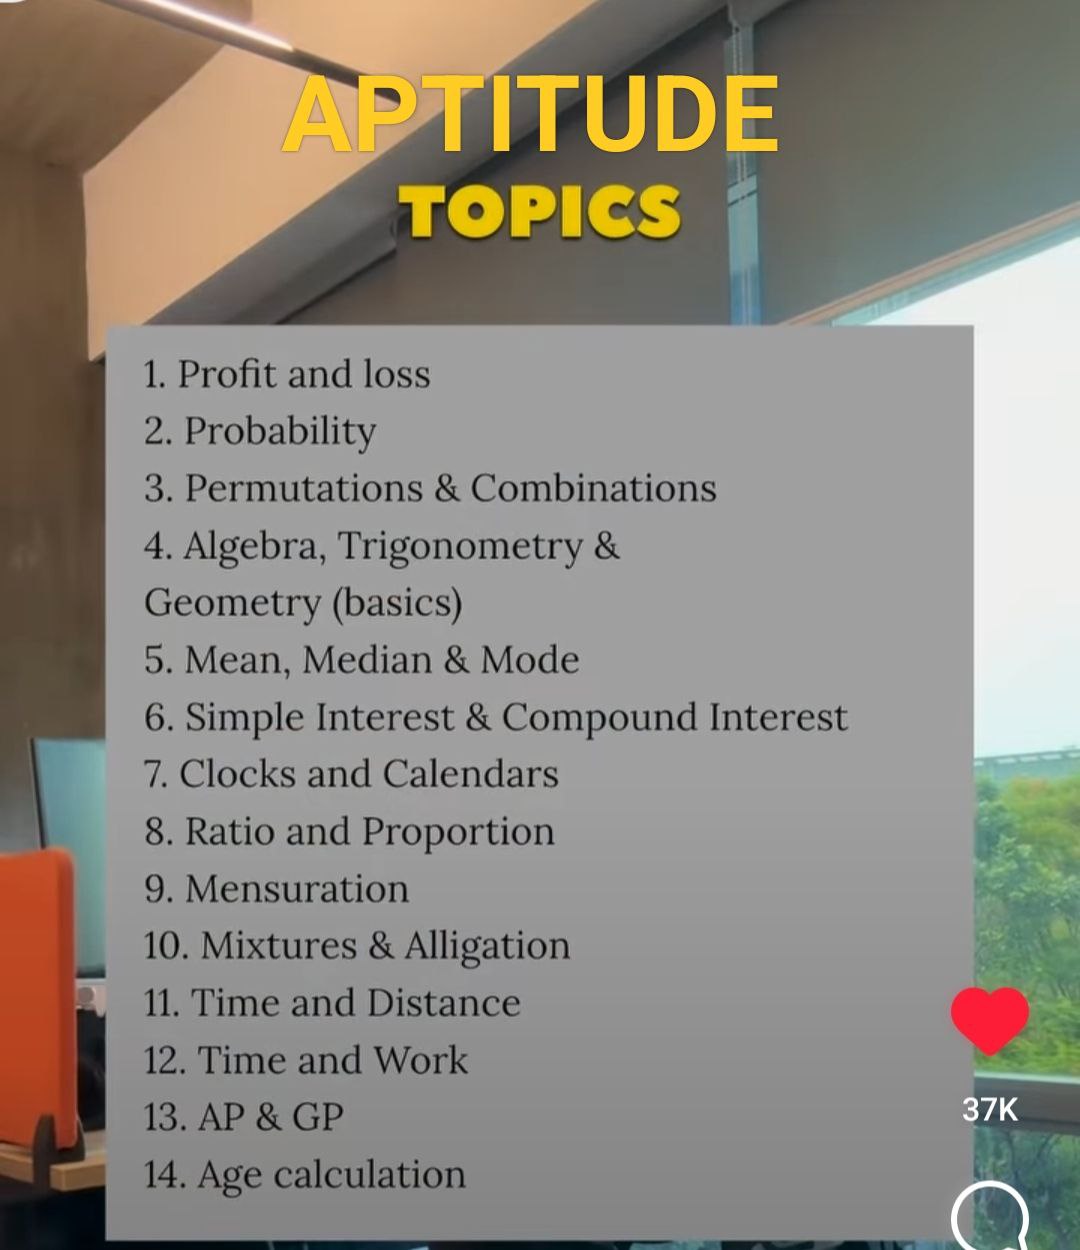 APTITUDE
TOPICS
1. Profit and loss
2. Probability
3. Permutations & Combinations
4. Algebra, Trigonometry &
Geometry (basics)
5. Mean, Median & Mode
6. Simple Interest & Compound Interest
7. Clocks and Calendars
8. Ratio and Proportion
9. Mensuration
10. Mixtures & Alligation
11. Time and Distance
12. Time and Work
13. AP & GP
14. Age calculation
37K